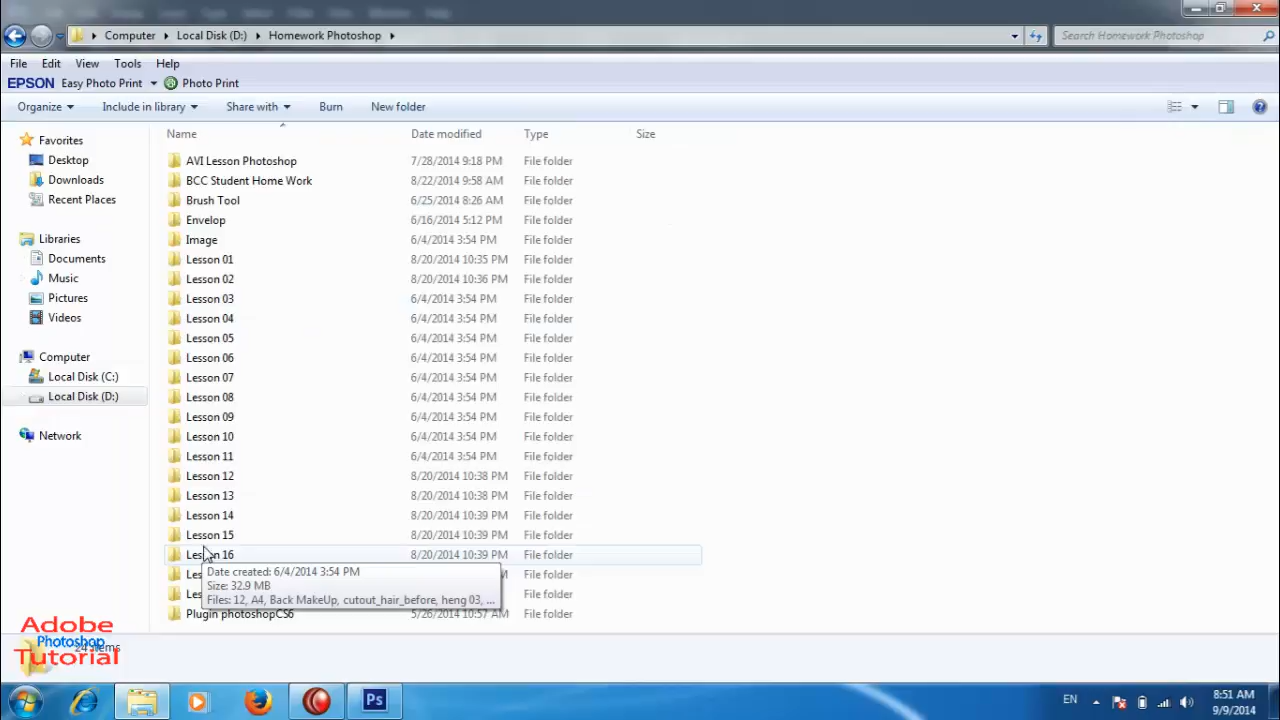 Computer Local Disk (D:) Homework Photoshop Search Homework Photoshop
File Edit View Tools Help
EPSON Easy Photo Print Photo Print
Organize Include in library Share with Burn New folder
Name Date modified Type Size
Favorites
Desktop
Downloads
Recent Places
Libraries
Documents
Music
Pictures
Videos
Computer
Local Disk (C:)
Local Disk (D:)
Network
AVI Lesson Photoshop 7/28/2014 9:18 PM File folder
BCC Student Home Work 8/22/2014 9:58 AM File folder
Brush Tool 6/25/2014 8:26 AM File folder
Envelop 6/16/2014 5:12 PM File folder
Image 6/4/2014 3:54 PM File folder
Lesson 01 8/20/2014 10:35 PM File folder
Lesson 02 8/20/2014 10:36 PM File folder
Lesson 03 6/4/2014 3:54 PM File folder
Lesson 04 6/4/2014 3:54 PM File folder
Lesson 05 6/4/2014 3:54 PM File folder
Lesson 06 6/4/2014 3:54 PM File folder
Lesson 07 6/4/2014 3:54 PM File folder
Lesson 08 6/4/2014 3:54 PM File folder
Lesson 09 6/4/2014 3:54 PM File folder
Lesson 10 6/4/2014 3:54 PM File folder
Lesson 11 6/4/2014 3:54 PM File folder
Lesson 12 8/20/2014 10:38 PM File folder
Lesson 13 8/20/2014 10:38 PM File folder
Lesson 14 8/20/2014 10:39 PM File folder
Lesson 15 8/20/2014 10:39 PM File folder
Lesson 16 8/20/2014 10:39 PM File folder
Les M File folder
Les M File folder
Date created: 6/4/2014 3:54 PM
Size: 32.9 MB
Files: 12, A4, Back MakeUp, cutout_hair_before, heng 03, ...
Plugin photoshopCS6 5/26/2014 10:57 AM File folder
24 items
Adobe
Photoshop
Tutorial
Ps
EN
8:51 AM
9/9/2014